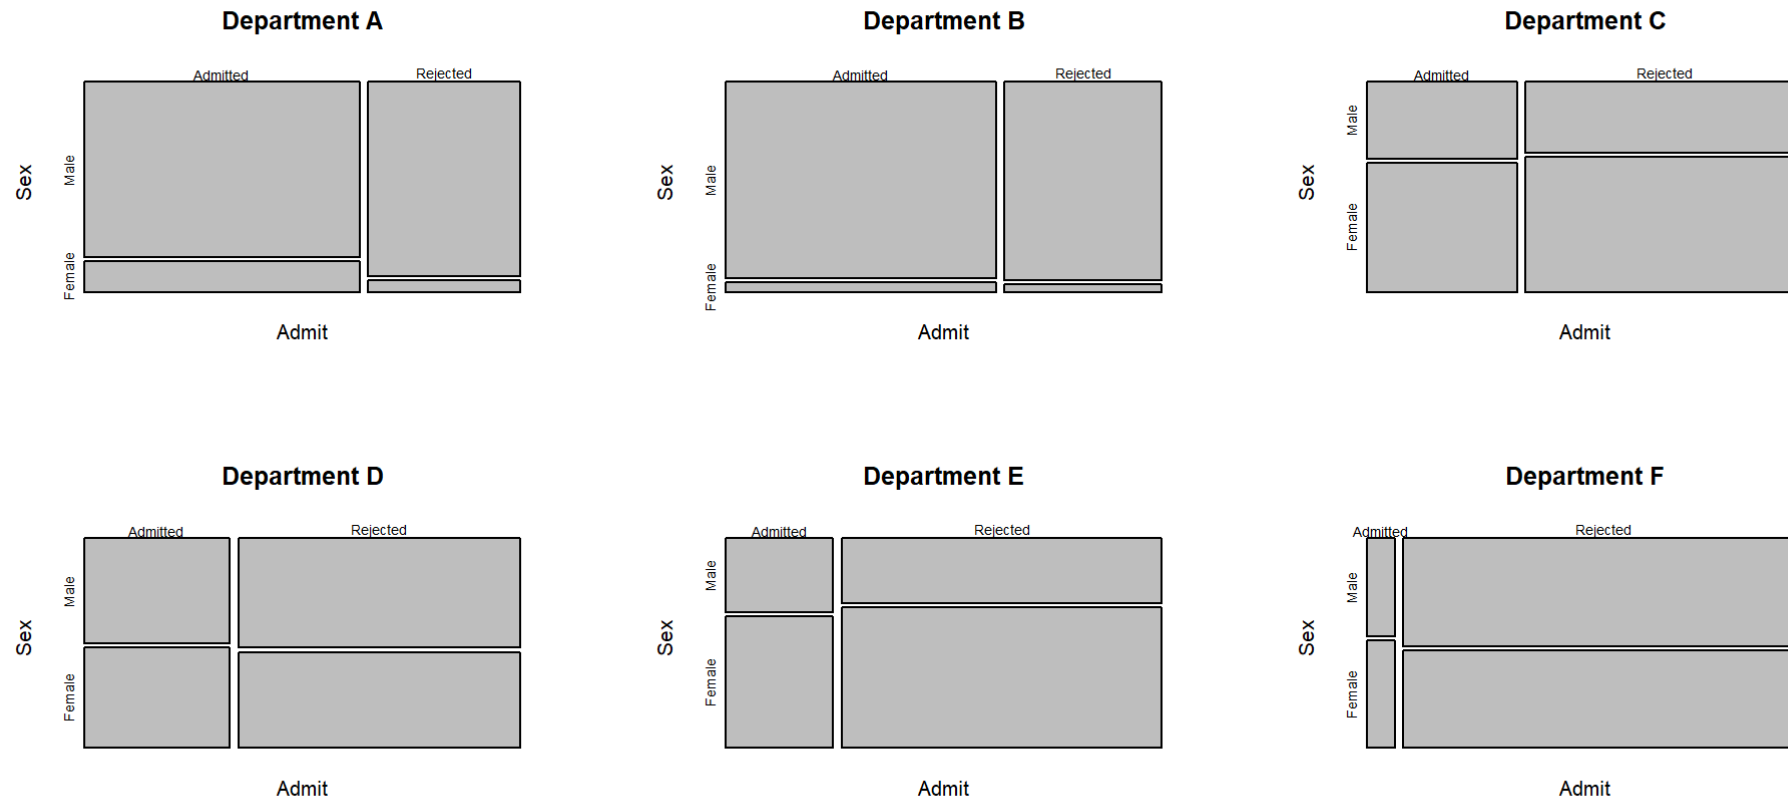 Department A
Admitted
Rejected
Sex
Male
Female
Admit
Department B
Admitted
Rejected
Sex
Male
Female
Admit
Department C
Admitted
Rejected
Sex
Male
Female
Admit
Department D
Admitted
Rejected
Sex
Male
Female
Admit
Department E
Admitted
Rejected
Sex
Male
Female
Admit
Department F
Admitted
Rejected
Sex
Male
Female
Admit